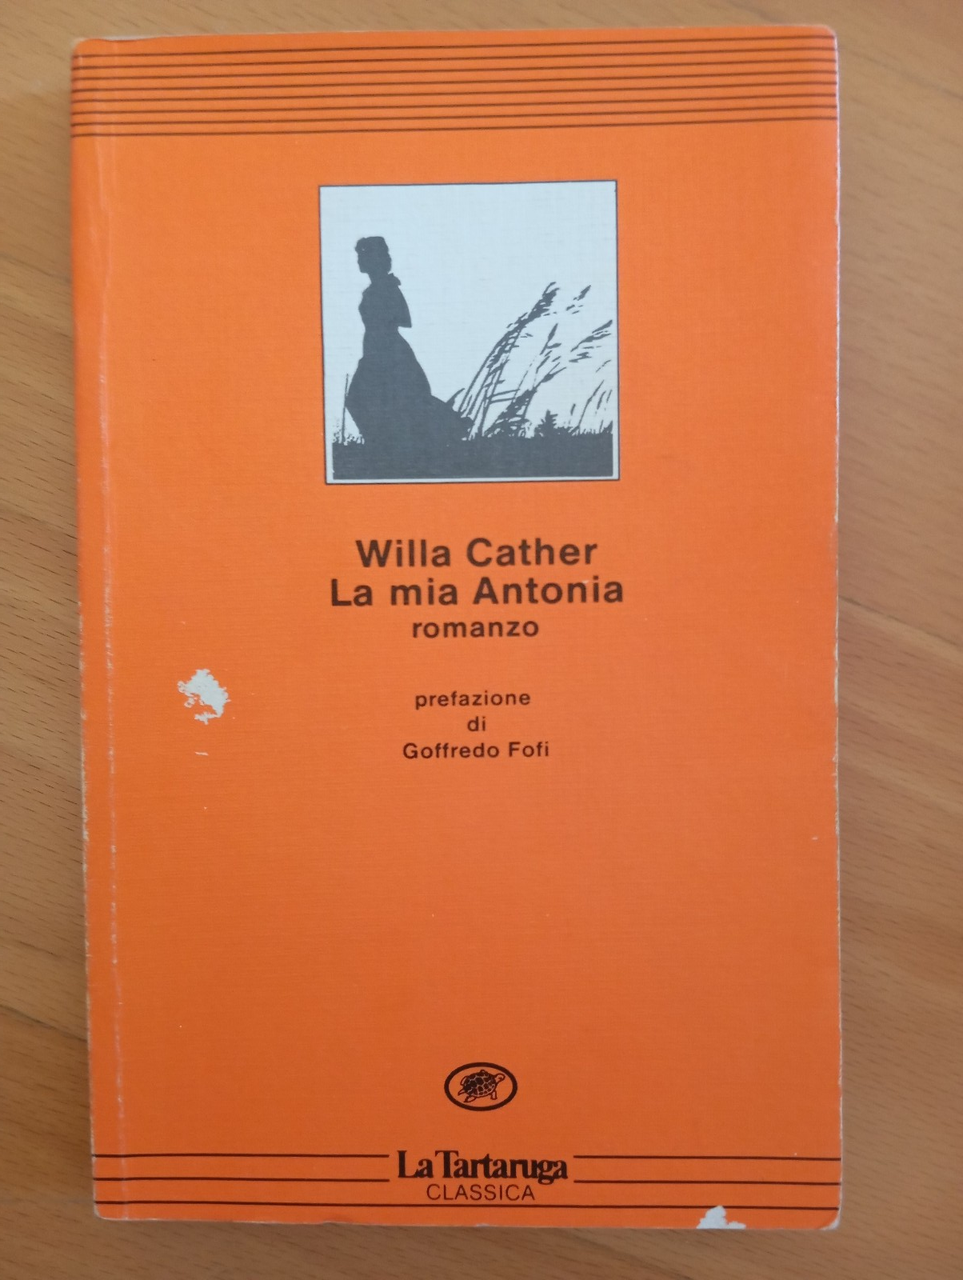 Willa Cather
La mia Antonia
romanzo
prefazione
di
Goffredo Fofi
La Tartaruga
CLASSICA